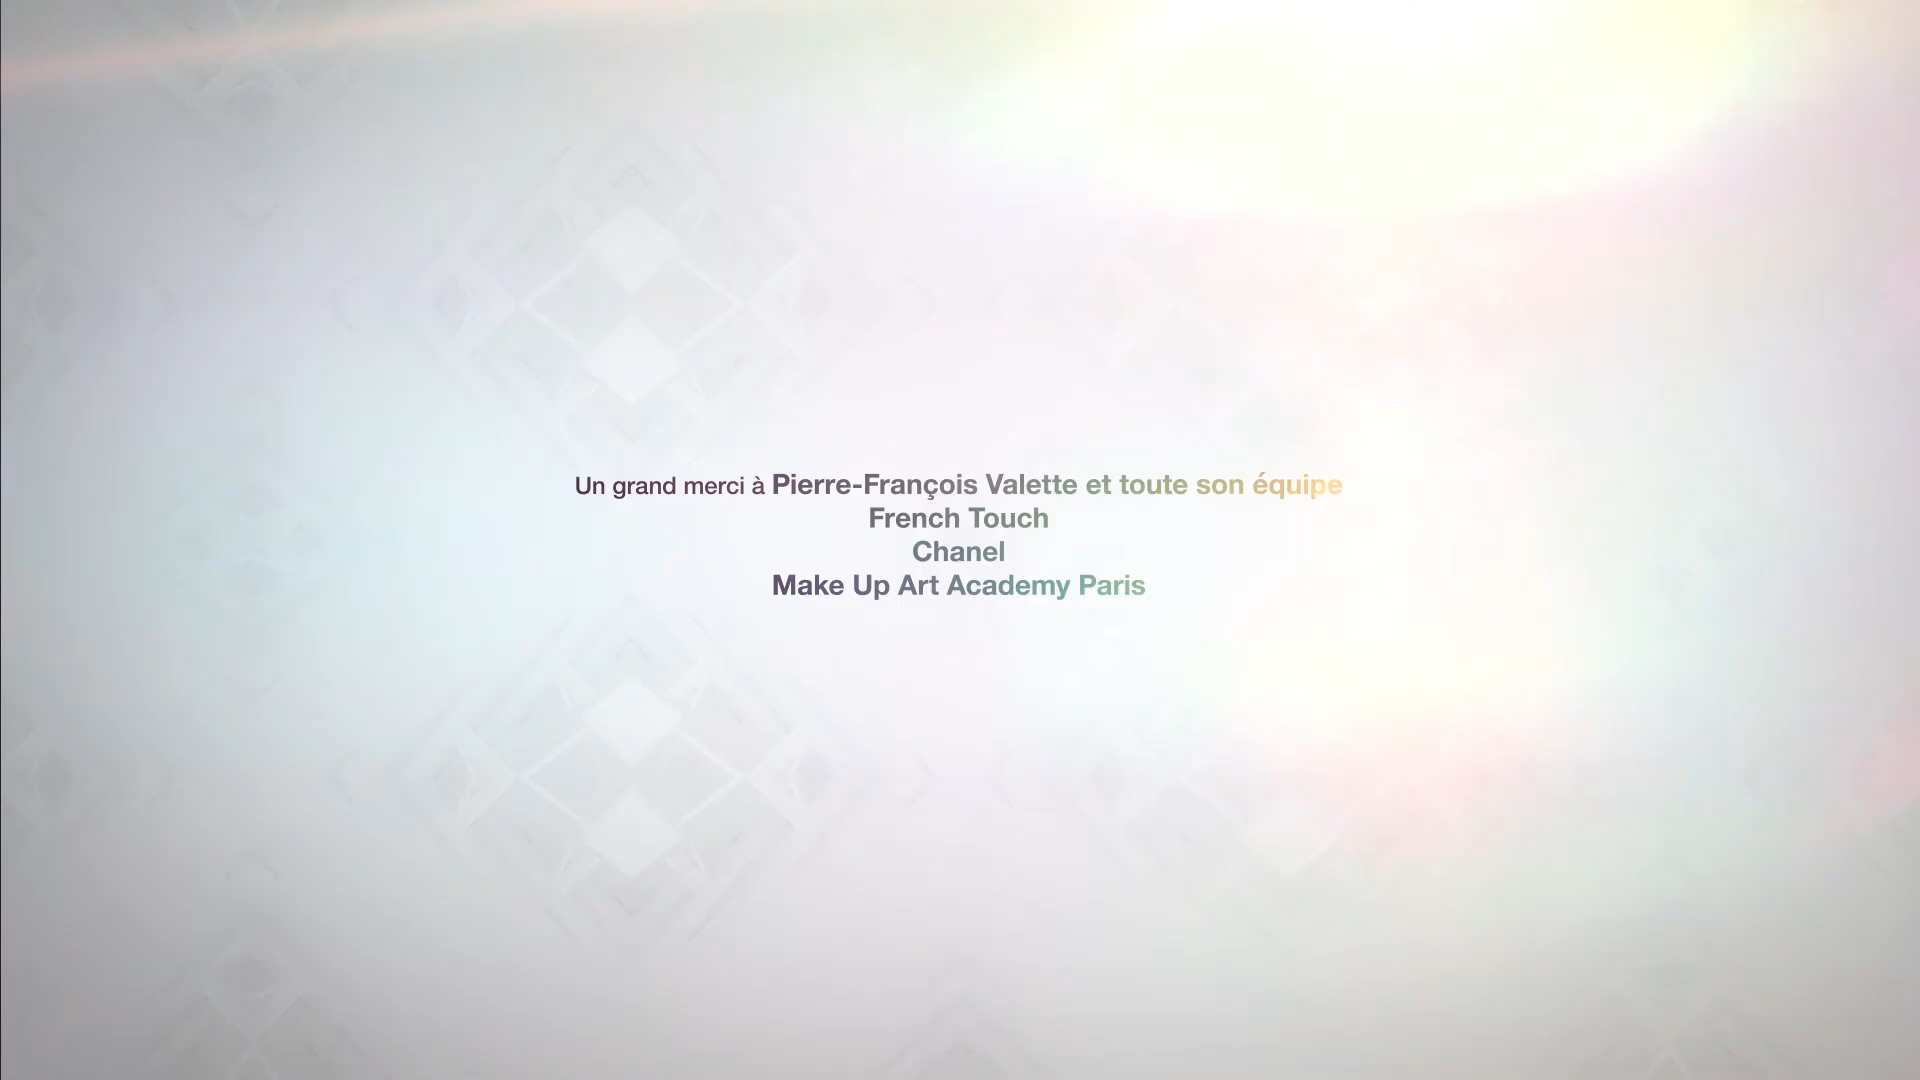 Un grand merci à Pierre-François Valette et toute son équipe
French Touch
Chanel
Make Up Art Academy Paris